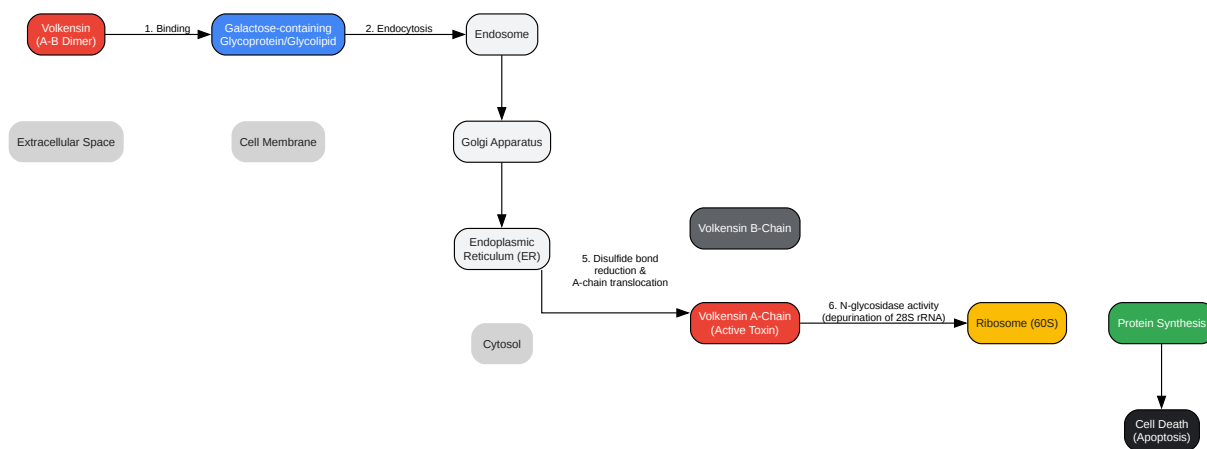 Volkensin
(A-B Dimer)
1. Binding
Galactose-containing
Glycoprotein/Glycolipid
2. Endocytosis
Endosome
Extracellular Space
Cell Membrane
Golgi Apparatus
Volkensin B-Chain
Endoplasmic
Reticulum (ER)
5. Disulfide bond
reduction &
A-chain translocation
Volkensin A-Chain
(Active Toxin)
6. N-glycosidase activity
(depurination of 28S rRNA)
Ribosome (60S)
Protein Synthesis
Cytosol
Cell Death
(Apoptosis)